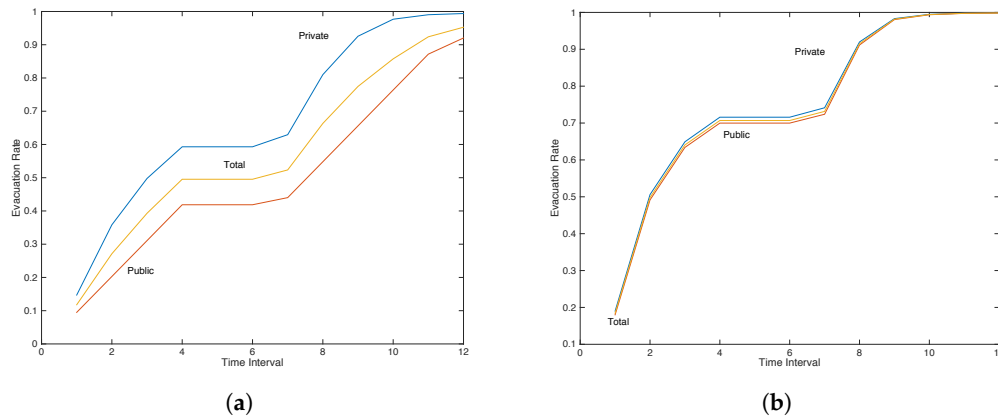 1
0.9
0.8
0.7
0.6
0.5
0.4
0.3
0.2
0.1
0
Evacuation Rate
Private
Total
Public
0 2 4 6 8 10 12
Time Interval
(a)
1
0.9
0.8
0.7
0.6
0.5
0.4
0.3
0.2
0.1
Evacuation Rate
Private
Public
Total
0 2 4 6 8 10
Time Interval
(b)